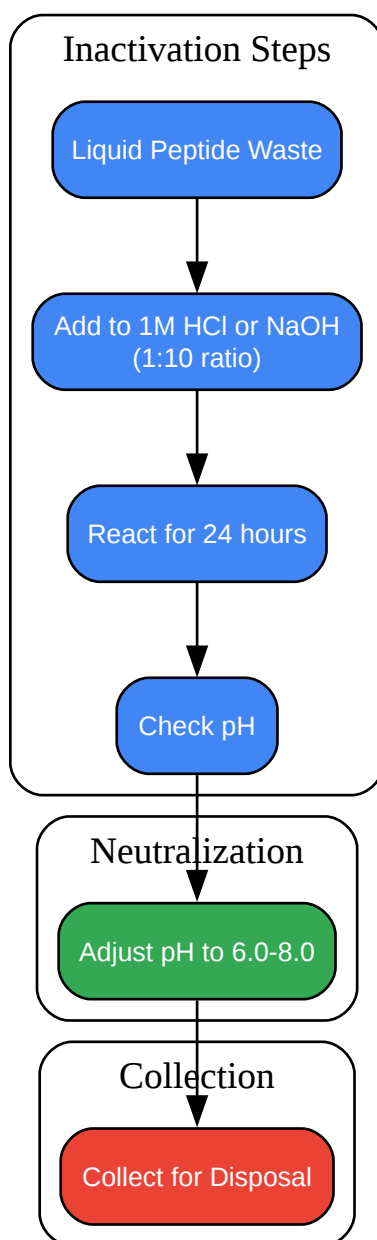 Inactivation Steps
Liquid Peptide Waste
Add to 1M HCl or NaOH
(1:10 ratio)
React for 24 hours
Check pH
Neutralization
Adjust pH to 6.0-8.0
Collection
Collect for Disposal